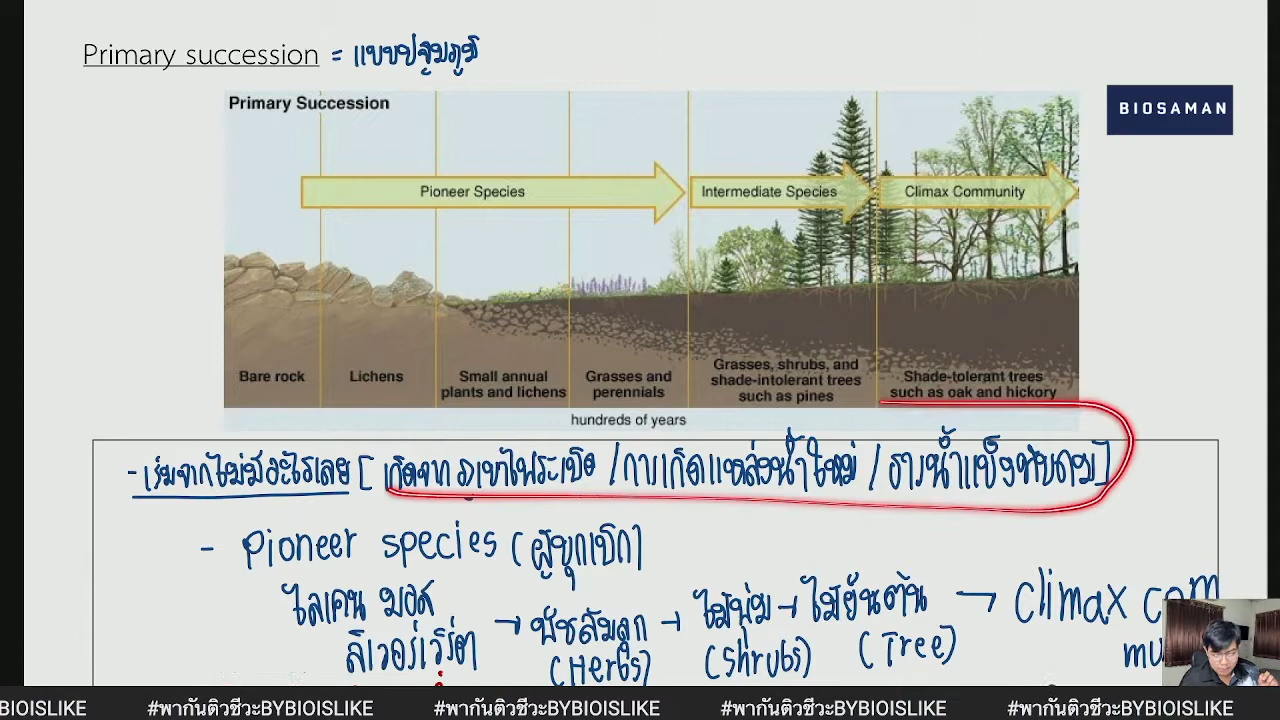 Primary succession = แบบปฐมภูมิ
BIOSAMAN
Primary Succession
Pioneer Species
Intermediate Species
Climax Community
Bare rock
Lichens
Small annual
plants and lichens
Grasses and
perennials
Grasses, shrubs, and
shade-intolerant trees
such as pines
Shade-tolerant trees
such as oak and hickory
hundreds of years
- เริ่มจากไม่มีอะไรเลย [ เกิดจาก ภูเขาไฟระเบิด / การเกิดแหล่งน้ำใหม่ / ธารน้ำแข็งทับถม ]
- Pioneer species (ผู้บุกเบิก)
ไลเคน มอส
ลิเวอร์เวิร์ต → พืชล้มลุก → ไม้พุ่ม → ไม้ยืนต้น → Climax com
(Herbs) (Shrubs) (Tree) mu
BIOISLIKE #พากันติวชีวะBYBIOISLIKE #พากันติวชีวะBYBIOISLIKE #พากันติวชีวะBYBIOISLIKE #พากันติวชีวะBYBIOISLIKE